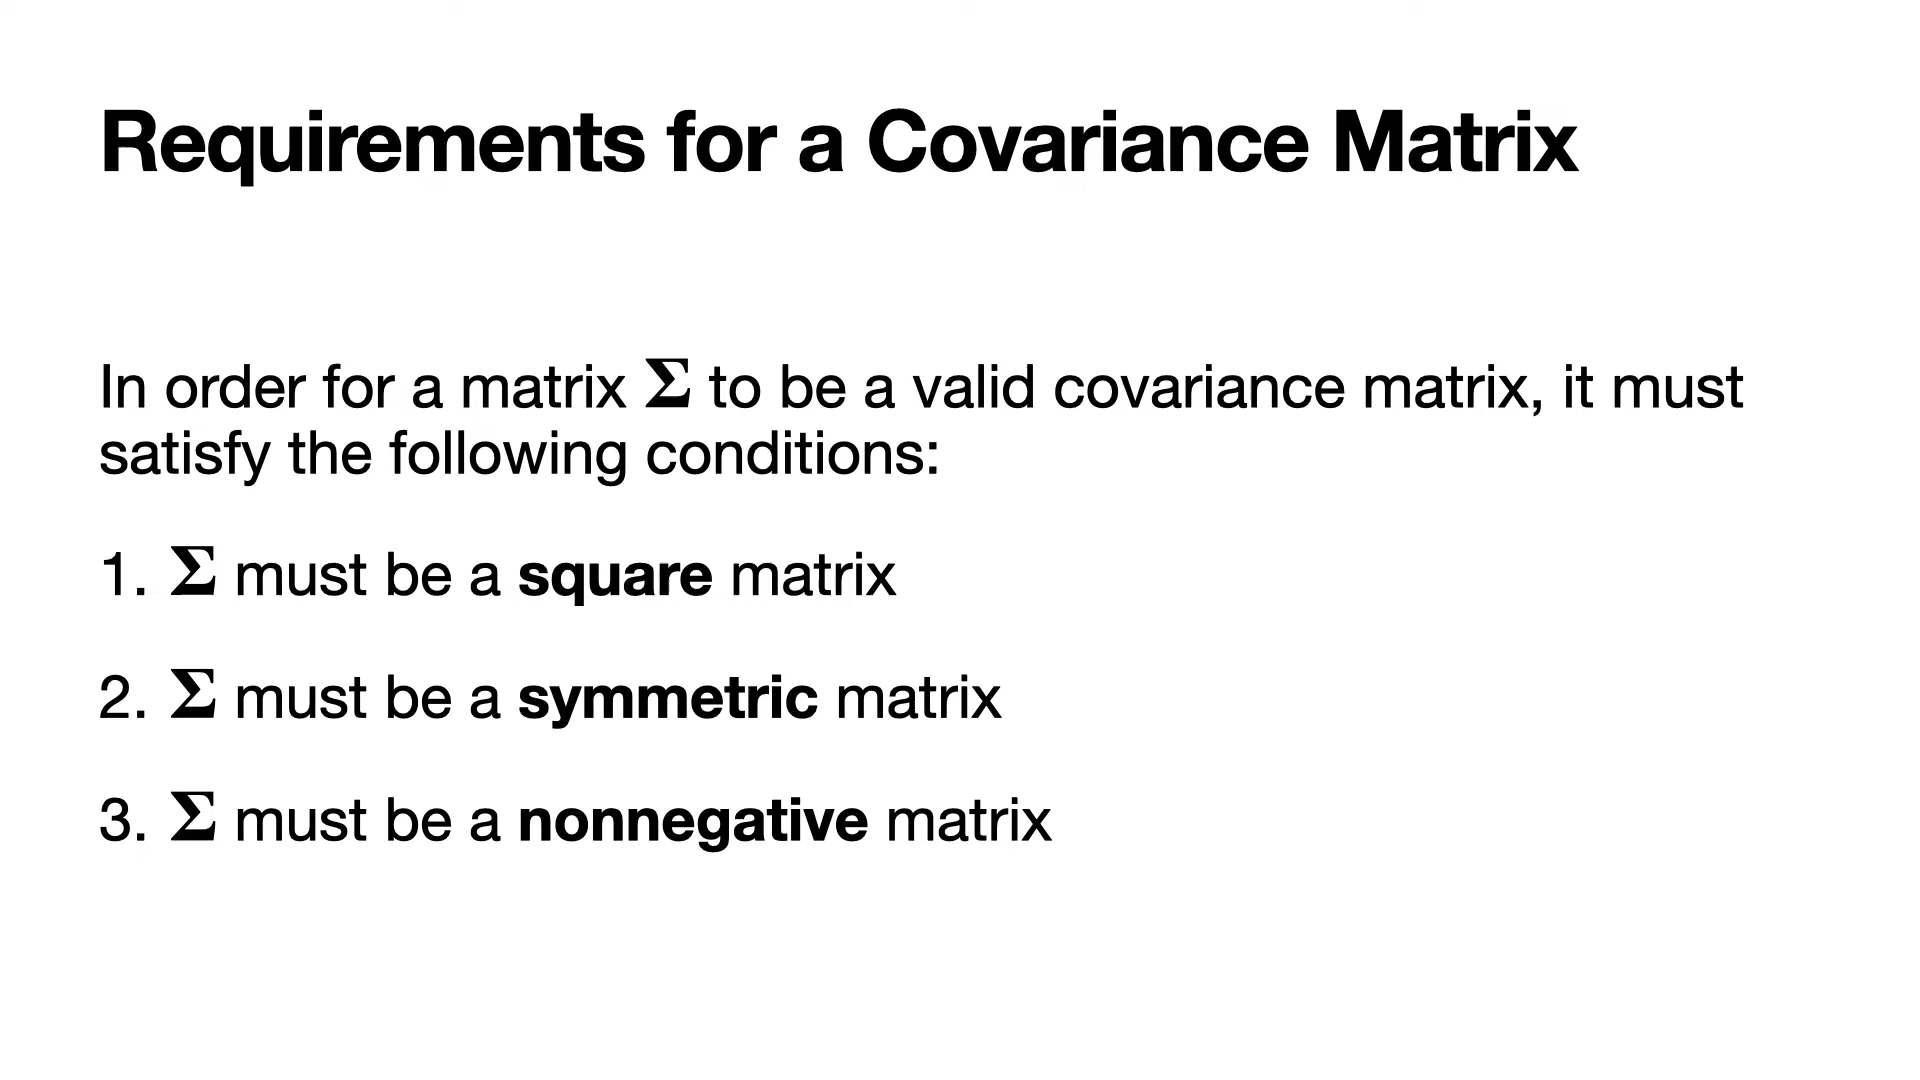 Requirements for a Covariance Matrix
In order for a matrix Σ to be a valid covariance matrix, it must
satisfy the following conditions:
1. Σ must be a square matrix
2. Σ must be a symmetric matrix
3. Σ must be a nonnegative matrix